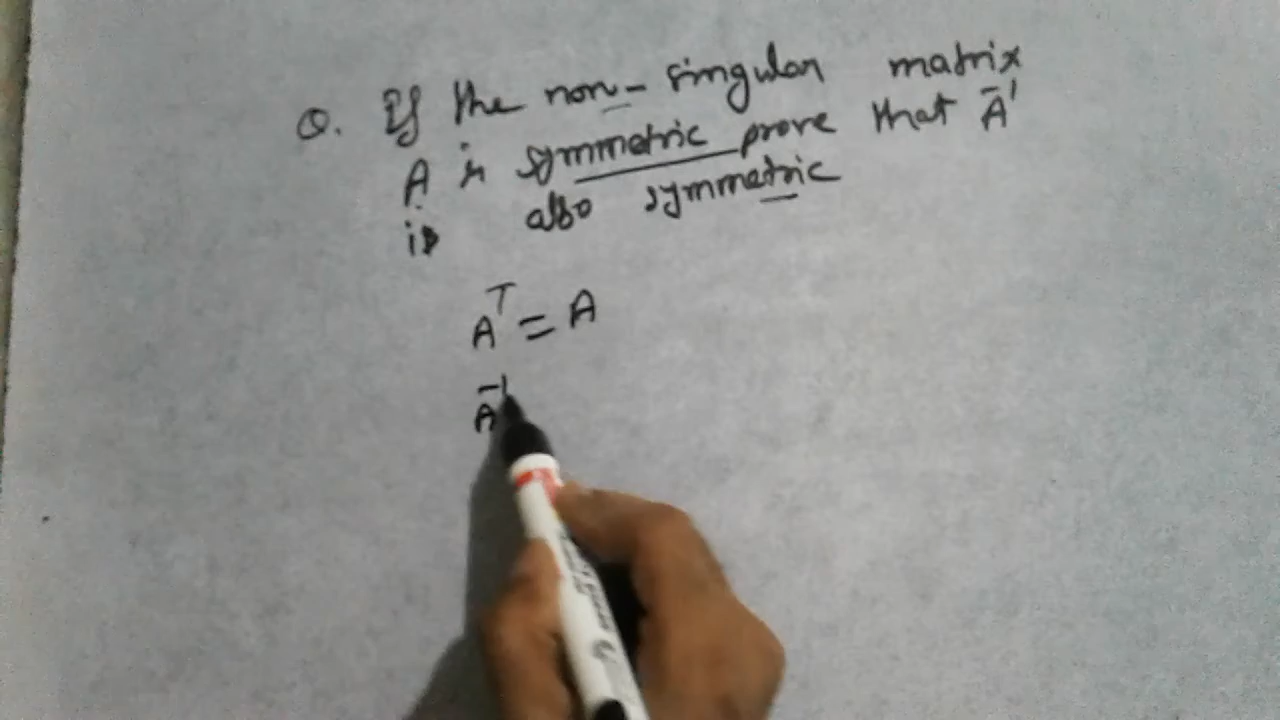 Q. If the non-singular matrix
A is symmetric prove that A⁻¹
is also symmetric
Aᵀ = A
A⁻¹